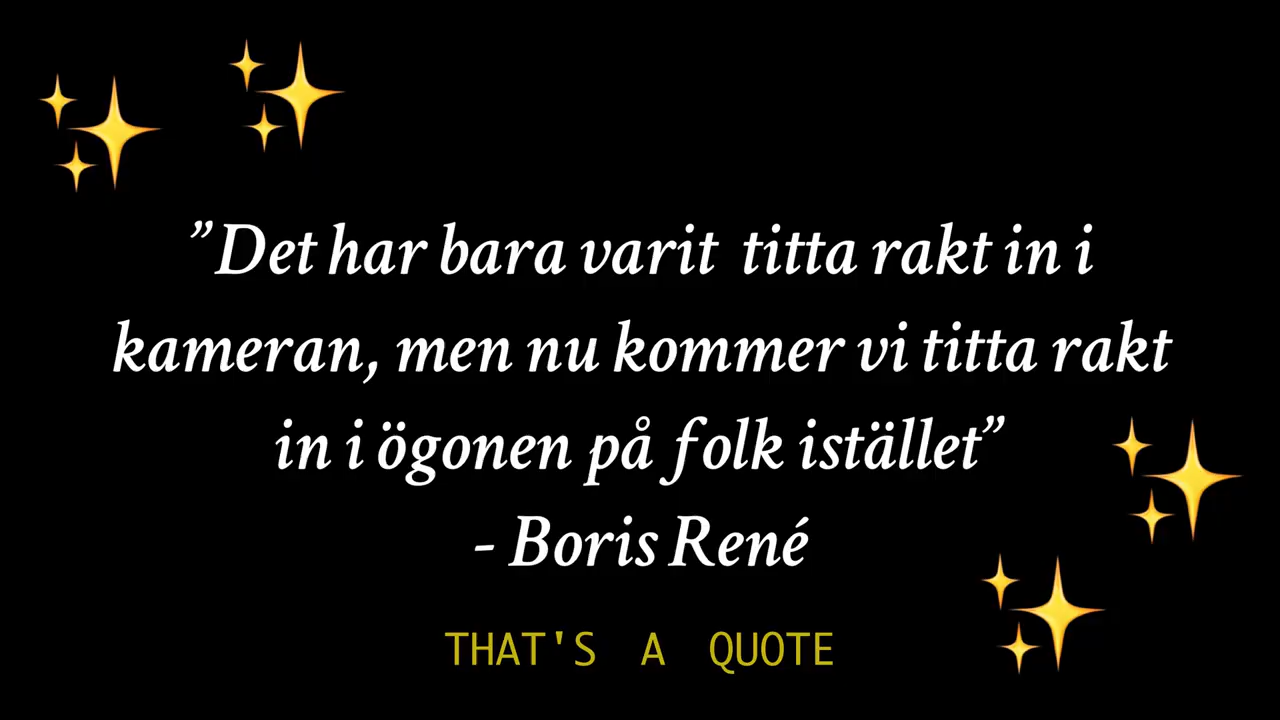 ”Det har bara varit titta rakt in i
kameran, men nu kommer vi titta rakt
in i ögonen på folk istället”
- Boris René
THAT'S A QUOTE